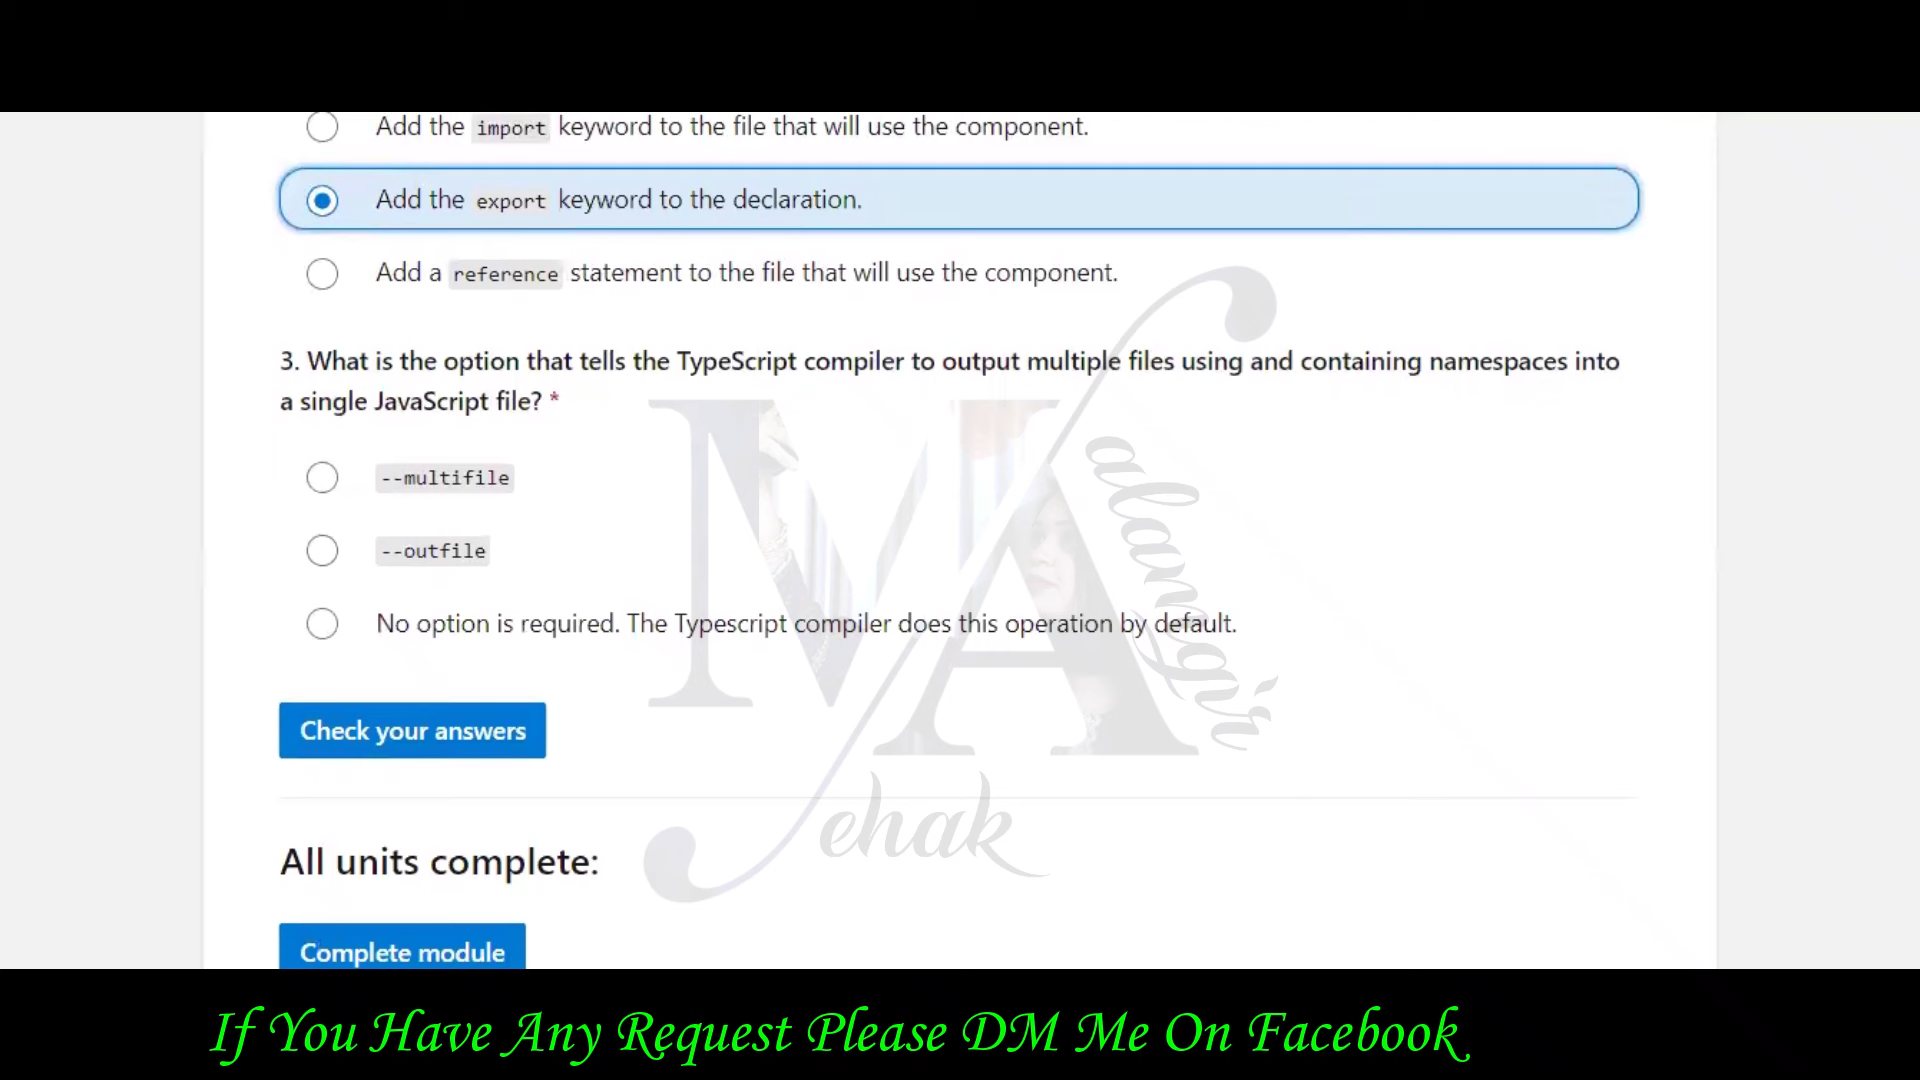 Add the import keyword to the file that will use the component.
Add the export keyword to the declaration.
Add a reference statement to the file that will use the component.
3. What is the option that tells the TypeScript compiler to output multiple files using and containing namespaces into
a single JavaScript file? *
--multifile
--outfile
No option is required. The Typescript compiler does this operation by default.
Check your answers
All units complete:
Complete module
MA
alamgir
ehak
If You Have Any Request Please DM Me On Facebook